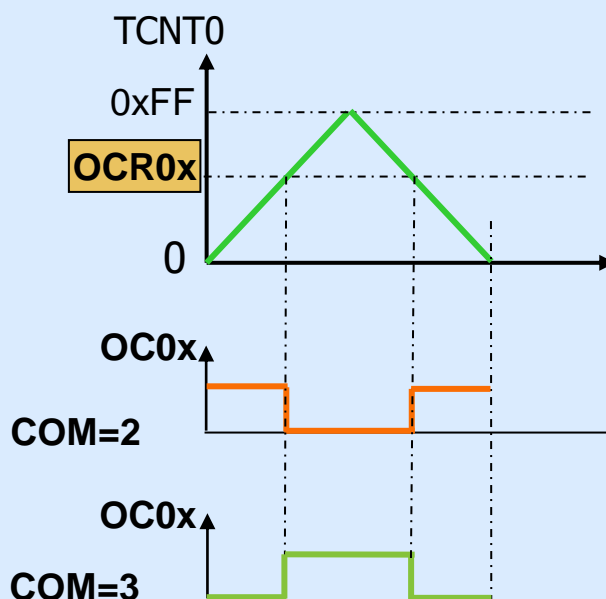 TCNT0
0xFF
OCR0x
0
OC0x
COM=2
OC0x
COM=3